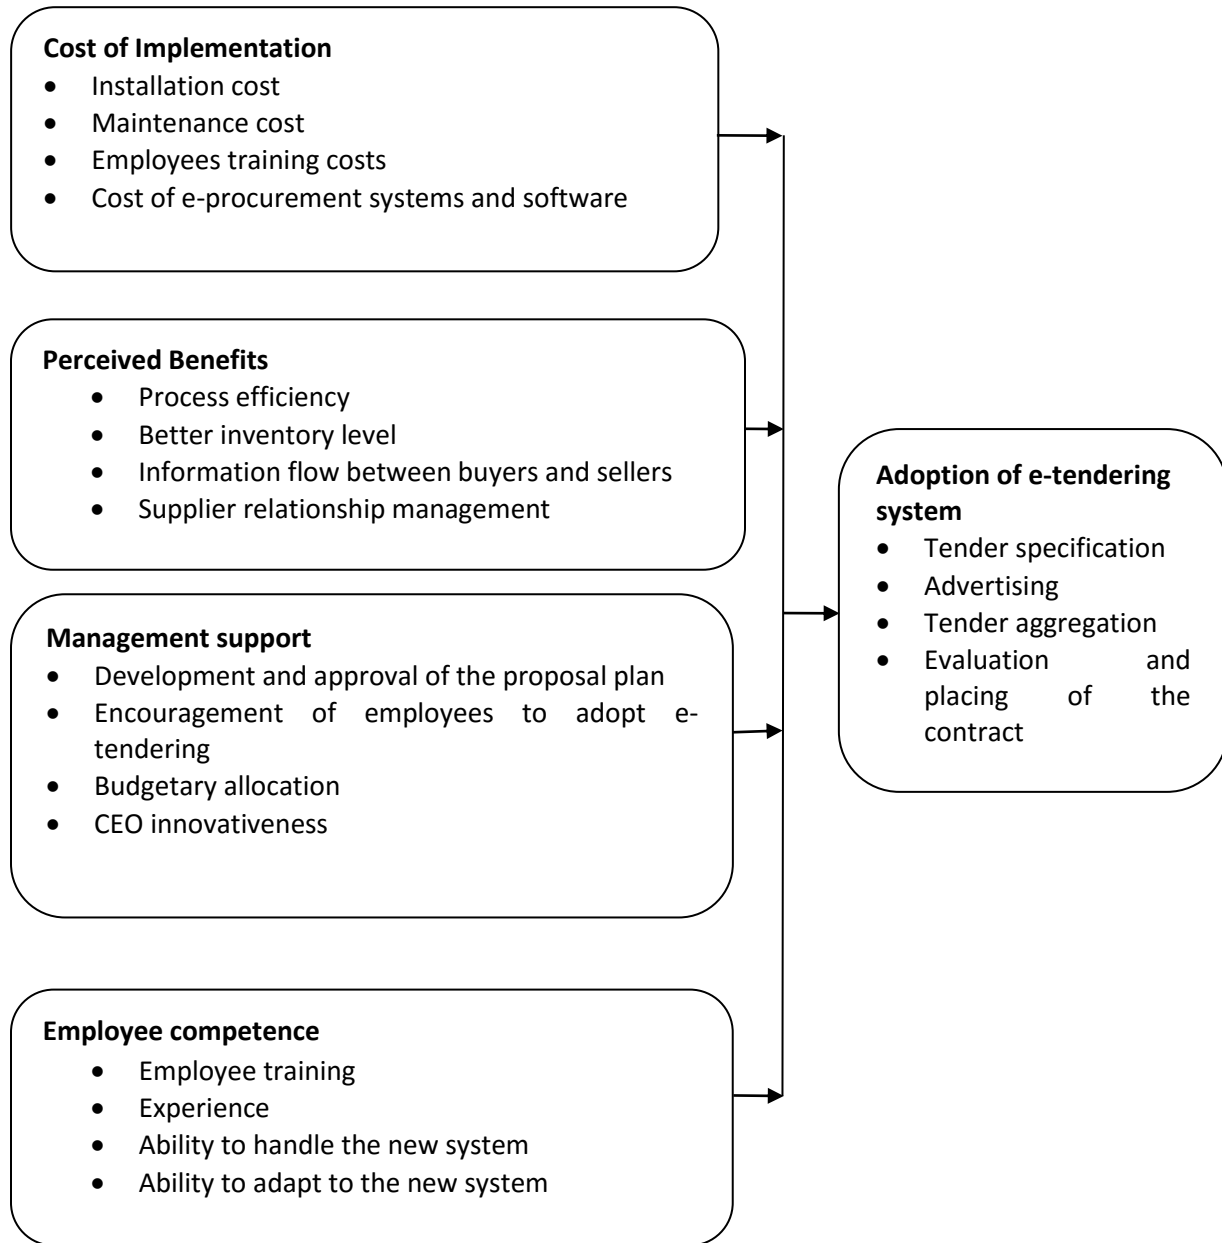 Cost of Implementation
• Installation cost
• Maintenance cost
• Employees training costs
• Cost of e-procurement systems and software
Perceived Benefits
• Process efficiency
• Better inventory level
• Information flow between buyers and sellers
• Supplier relationship management
Management support
• Development and approval of the proposal plan
• Encouragement of employees to adopt e-
tendering
• Budgetary allocation
• CEO innovativeness
Employee competence
• Employee training
• Experience
• Ability to handle the new system
• Ability to adapt to the new system
Adoption of e-tendering
system
• Tender specification
• Advertising
• Tender aggregation
• Evaluation and
placing of the
contract